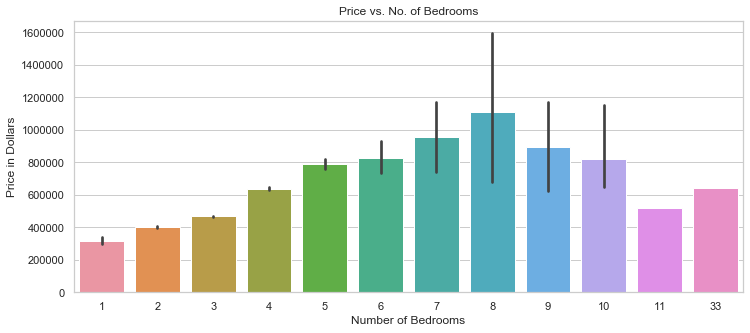 Price vs. No. of Bedrooms
Price in Dollars
1600000
1400000
1200000
1000000
800000
600000
400000
200000
0
1 2 3 4 5 6 7 8 9 10 11 33
Number of Bedrooms